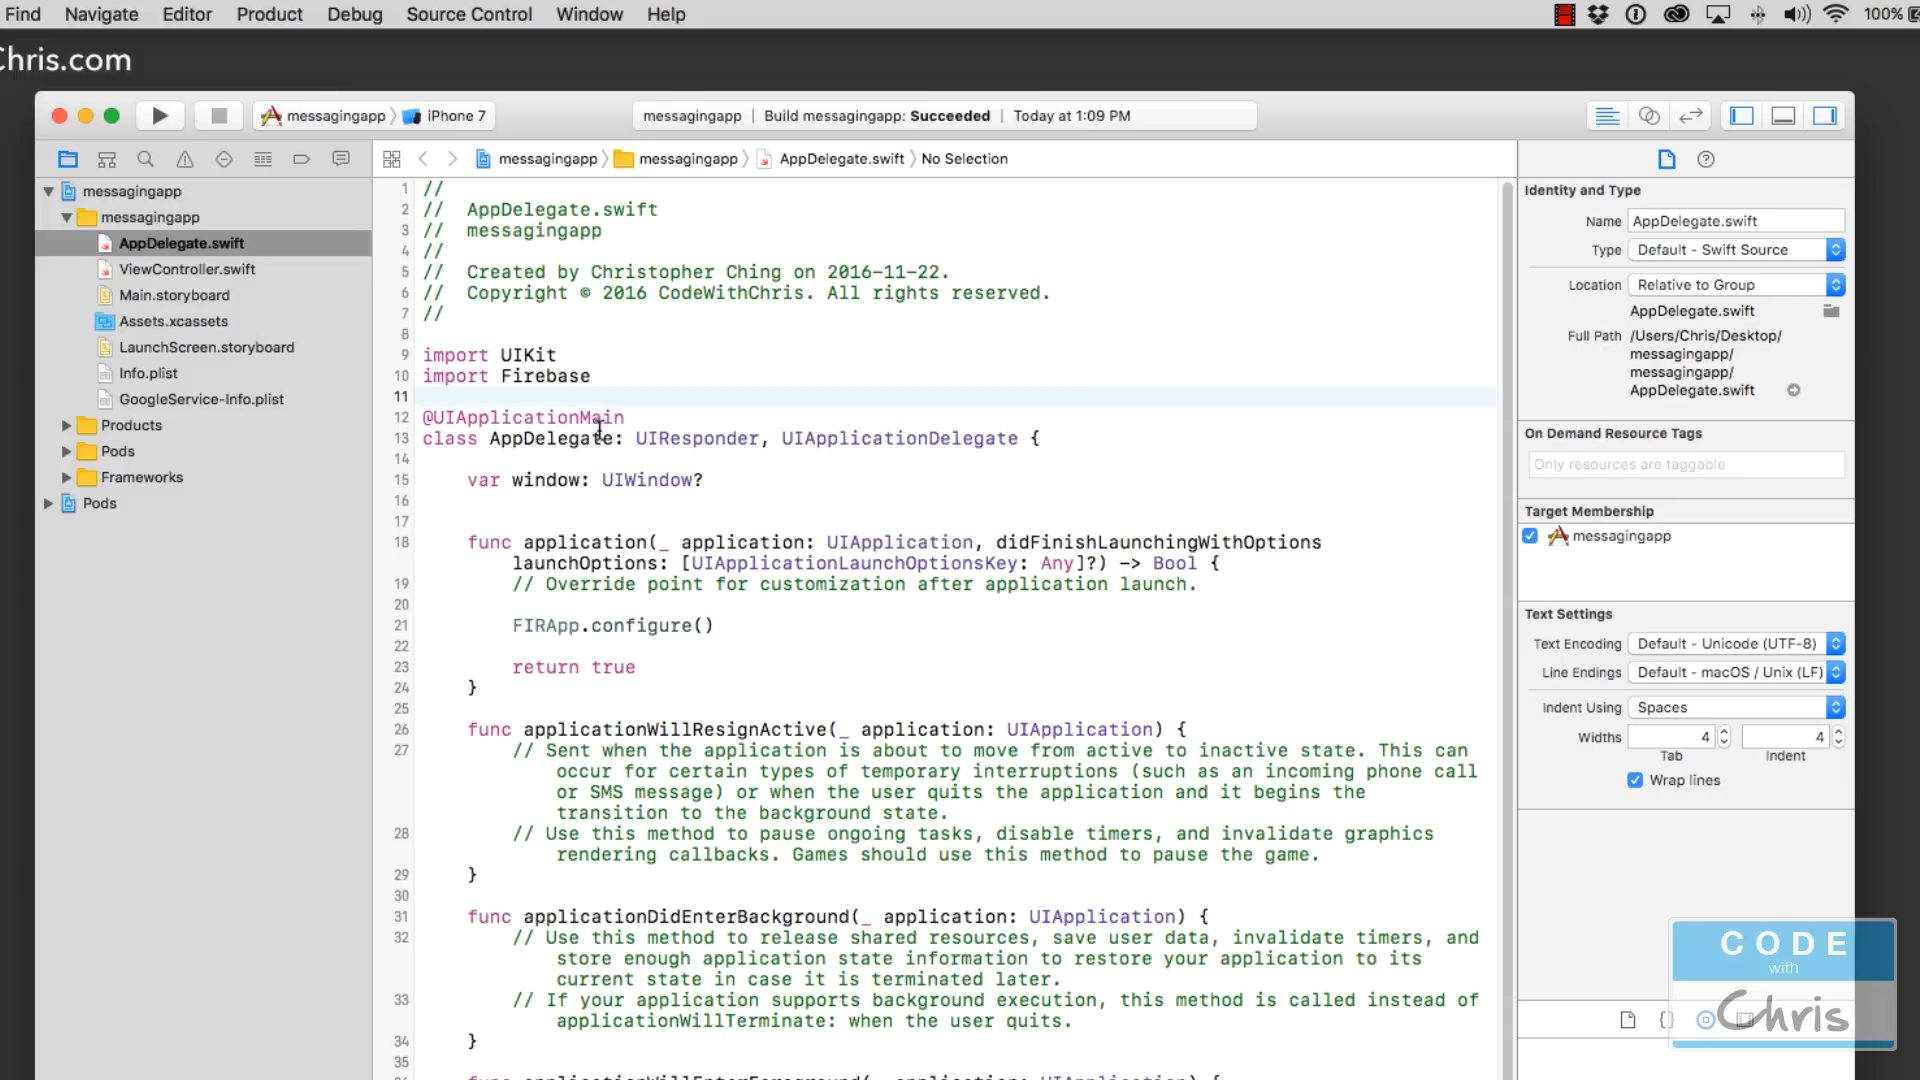 Find Navigate Editor Product Debug Source Control Window Help 100%
Chris.com
messagingapp iPhone 7 messagingapp | Build messagingapp: Succeeded | Today at 1:09 PM
messagingapp messagingapp AppDelegate.swift No Selection
messagingapp
messagingapp
AppDelegate.swift
ViewController.swift
Main.storyboard
Assets.xcassets
LaunchScreen.storyboard
Info.plist
GoogleService-Info.plist
Products
Pods
Frameworks
Pods
1 //
2 // AppDelegate.swift
3 // messagingapp
4 //
5 // Created by Christopher Ching on 2016-11-22.
6 // Copyright © 2016 CodeWithChris. All rights reserved.
7 //
8
9 import UIKit
10 import Firebase
11
12 @UIApplicationMain
13 class AppDelegate: UIResponder, UIApplicationDelegate {
14
15 var window: UIWindow?
16
17
18 func application(_ application: UIApplication, didFinishLaunchingWithOptions
launchOptions: [UIApplicationLaunchOptionsKey: Any]?) -> Bool {
19 // Override point for customization after application launch.
20
21 FIRApp.configure()
22
23 return true
24 }
25
26 func applicationWillResignActive(_ application: UIApplication) {
27 // Sent when the application is about to move from active to inactive state. This can
occur for certain types of temporary interruptions (such as an incoming phone call
or SMS message) or when the user quits the application and it begins the
transition to the background state.
28 // Use this method to pause ongoing tasks, disable timers, and invalidate graphics
rendering callbacks. Games should use this method to pause the game.
29 }
30
31 func applicationDidEnterBackground(_ application: UIApplication) {
32 // Use this method to release shared resources, save user data, invalidate timers, and
store enough application state information to restore your application to its
current state in case it is terminated later.
33 // If your application supports background execution, this method is called instead of
applicationWillTerminate: when the user quits.
34 }
35
Identity and Type
Name AppDelegate.swift
Type Default - Swift Source
Location Relative to Group
AppDelegate.swift
Full Path /Users/Chris/Desktop/
messagingapp/
messagingapp/
AppDelegate.swift
On Demand Resource Tags
Only resources are taggable
Target Membership
messagingapp
Text Settings
Text Encoding Default - Unicode (UTF-8)
Line Endings Default - macOS / Unix (LF)
Indent Using Spaces
Widths 4 4
Tab Indent
Wrap lines
CODE
with
Chris